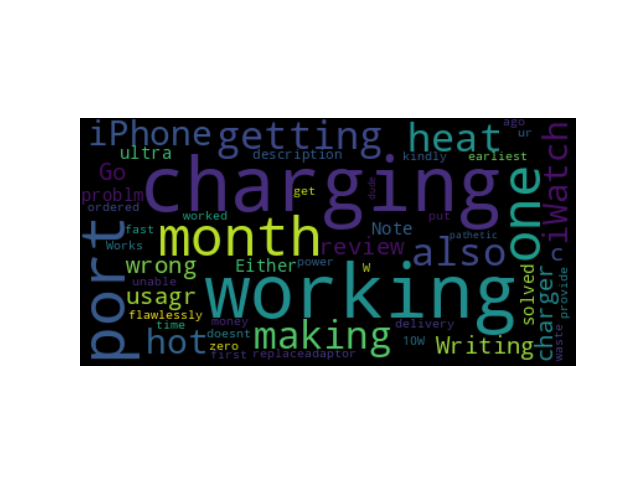 iPhone getting heat ago
ur
ultra description kindly earliest
Go charging iWatch
problm get dude
ordered worked put one
port fast month Note
Works review also pathetic c
wrong Either power W
unable working
usagr solved charger provide
flawlessly
time money making delivery
hot doesnt 10W Writing
zero
first replaceadaptor waste